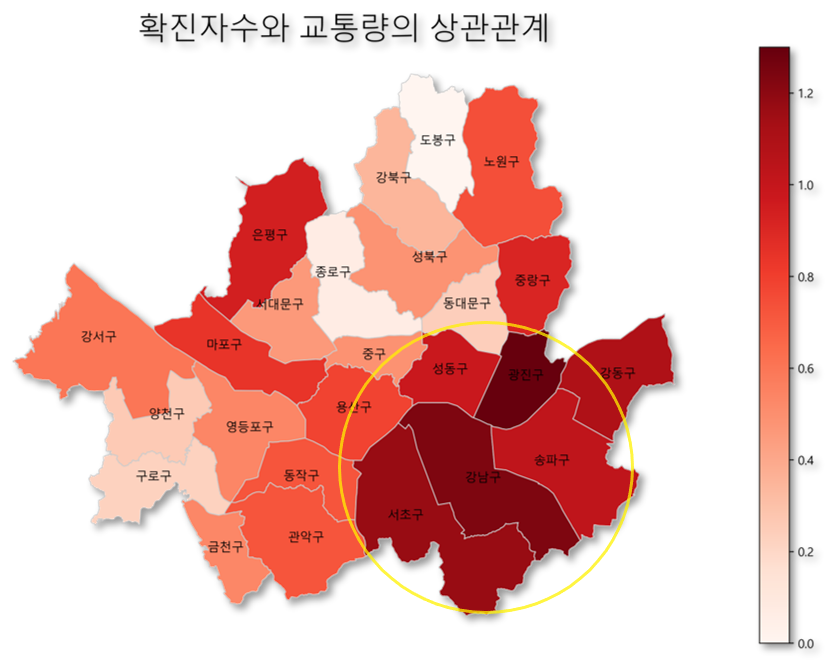 확진자수와 교통량의 상관관계
도봉구
노원구
강북구
은평구
성북구
종로구
중랑구
서대문구
동대문구
강서구
마포구
중구
성동구
광진구
강동구
양천구
용산구
영등포구
송파구
구로구
동작구
강남구
서초구
관악구
금천구
1.2
1.0
0.8
0.6
0.4
0.2
0.0